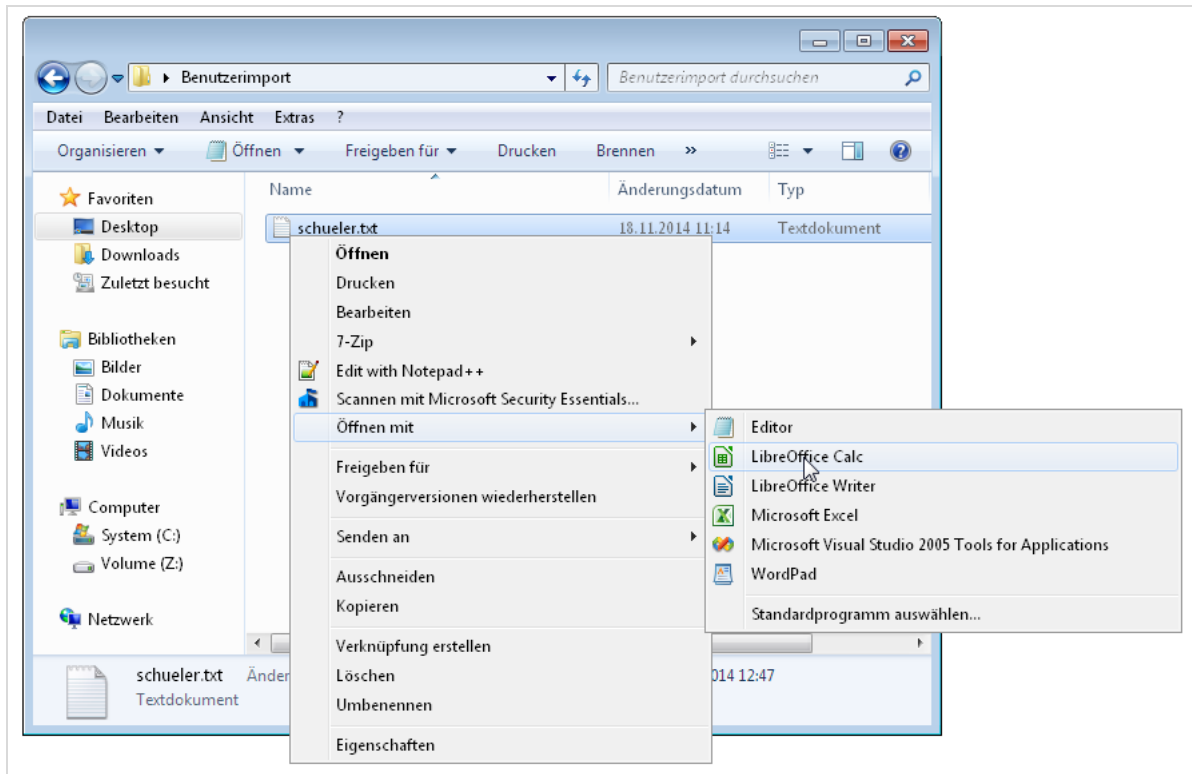 Benutzerimport
Benutzerimport durchsuchen
Datei Bearbeiten Ansicht Extras ?
Organisieren Öffnen Freigeben für Drucken Brennen »
Name Änderungsdatum Typ
Favoriten
Desktop
Downloads
Zuletzt besucht
Bibliotheken
Bilder
Dokumente
Musik
Videos
Computer
System (C:)
Volume (Z:)
Netzwerk
schueler.txt 18.11.2014 11:14 Textdokument
Öffnen
Drucken
Bearbeiten
7-Zip
Edit with Notepad++
Scannen mit Microsoft Security Essentials...
Öffnen mit
Freigeben für
Vorgängerversionen wiederherstellen
Senden an
Ausschneiden
Kopieren
Verknüpfung erstellen
Löschen
Umbenennen
Eigenschaften
Editor
LibreOffice Calc
LibreOffice Writer
Microsoft Excel
Microsoft Visual Studio 2005 Tools for Applications
WordPad
Standardprogramm auswählen...
schueler.txt Änder 014 12:47
Textdokument